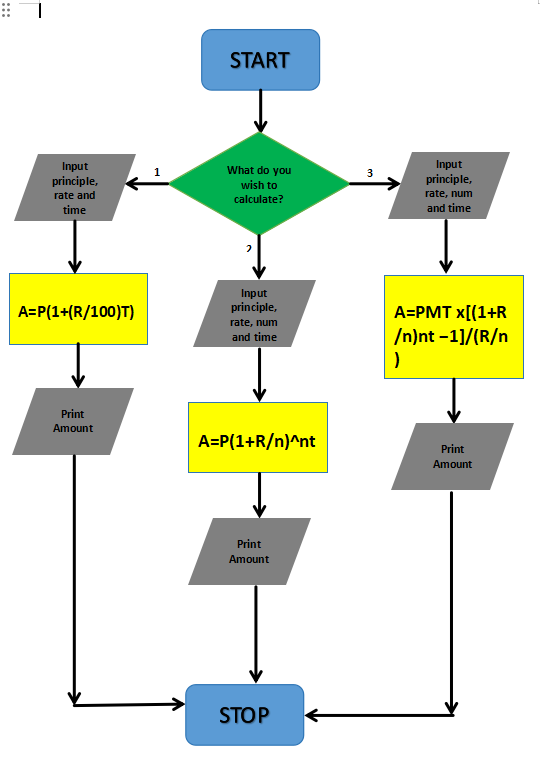 START
What do you
wish to
calculate?
1
Input
principle,
rate and
time
A=P(1+(R/100)T)
Print
Amount
2
Input
principle,
rate, num
and time
A=P(1+R/n)^nt
Print
Amount
3
Input
principle,
rate, num
and time
A=PMT x[(1+R
/n)nt −1]/(R/n
)
Print
Amount
STOP